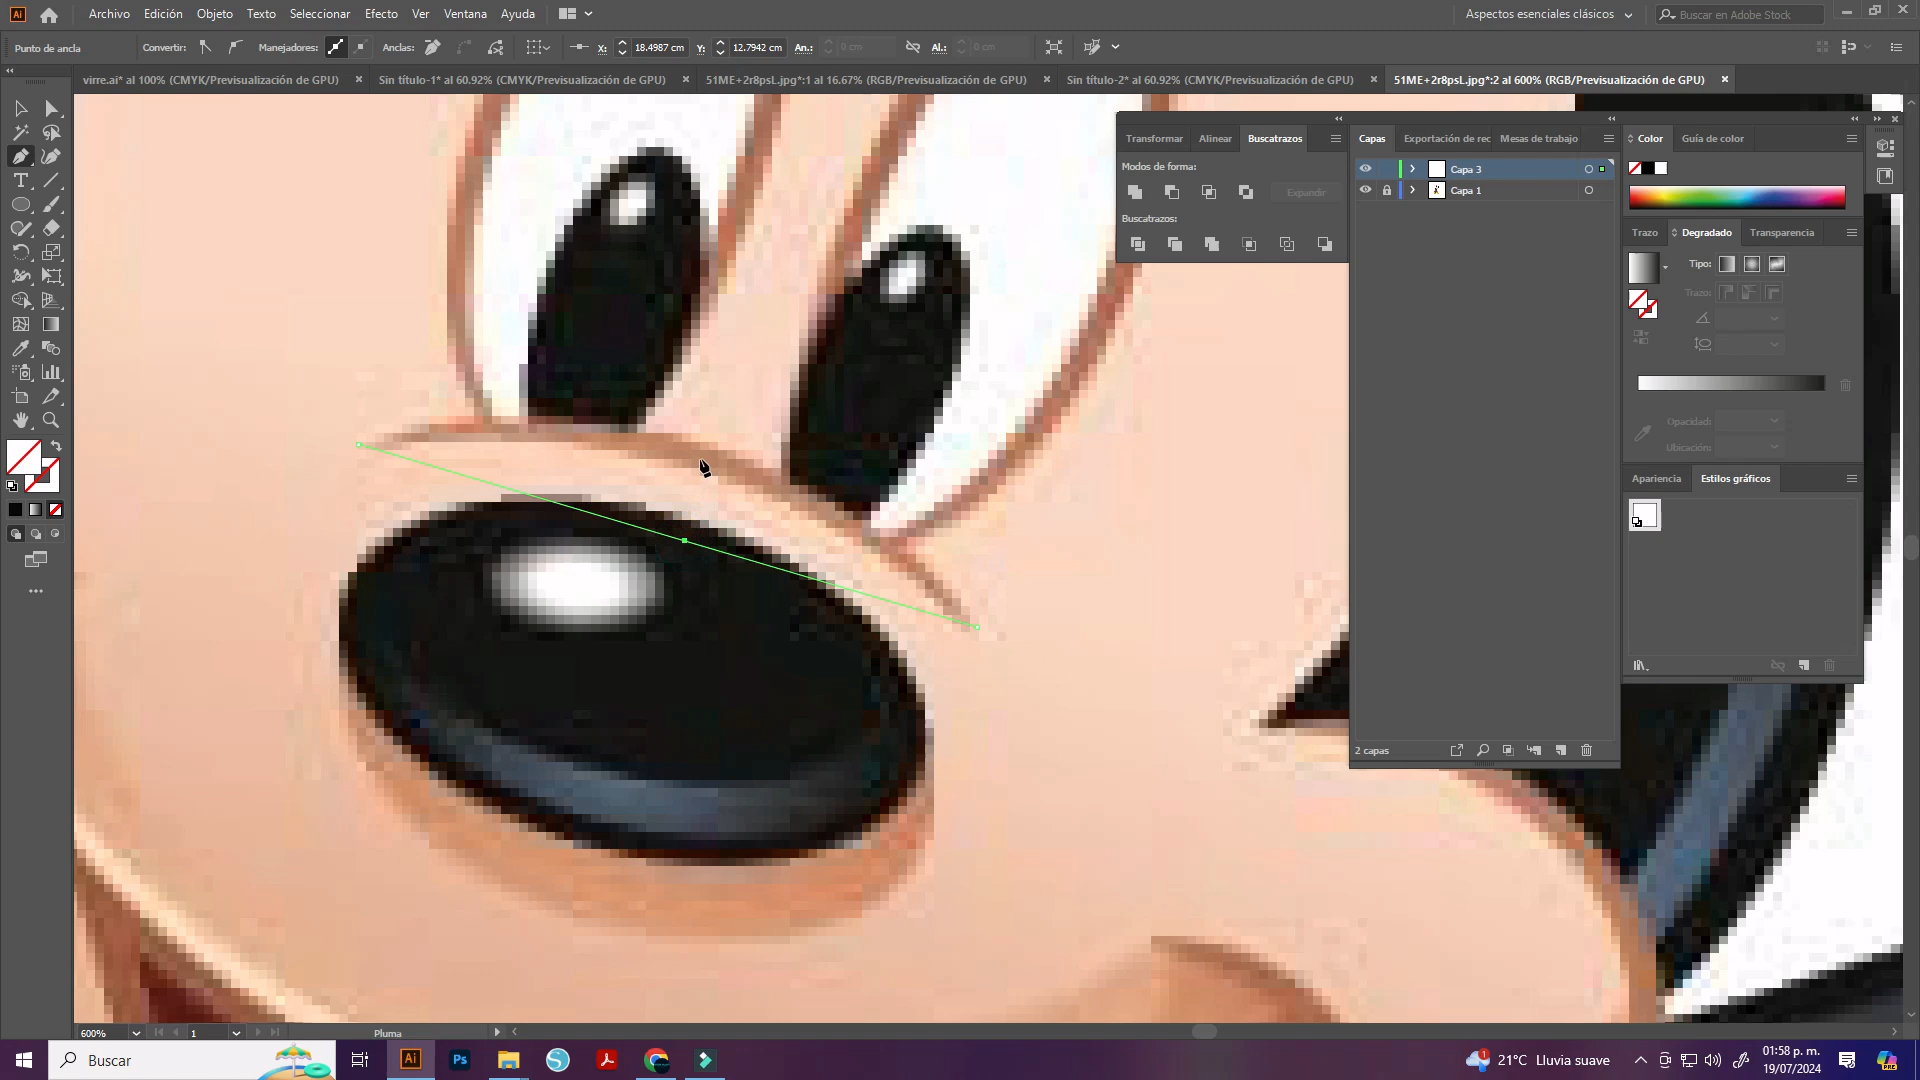 Archivo Edición Objeto Texto Seleccionar Efecto Ver Ventana Ayuda
Aspectos esenciales clásicos
Buscar en Adobe Stock
Punto de ancla Convertir: Manejadores: Anclas: X: 18.4987 cm Y: 12.7942 cm An.: 0 cm Al.: 0 cm
virre.ai* al 100% (CMYK/Previsualización de GPU) × Sin título-1* al 60.92% (CMYK/Previsualización de GPU) × 51ME+2r8psL.jpg*:1 al 16.67% (RGB/Previsualización de GPU) × Sin título-2* al 60.92% (CMYK/Previsualización de GPU) × 51ME+2r8psL.jpg*:2 al 600% (RGB/Previsualización de GPU) ×
Transformar Alinear Buscatrazos
Modos de forma:
Expandir
Buscatrazos:
Capas Exportación de rec Mesas de trabajo
Capa 3
Capa 1
2 capas
Color Guía de color
Trazo Degradado Transparencia
Tipo:
Trazo:
Opacidad:
Ubicación:
Apariencia Estilos gráficos
600% 1 Pluma
Buscar
Ai Ps
21°C Lluvia suave
01:58 p. m.
19/07/2024